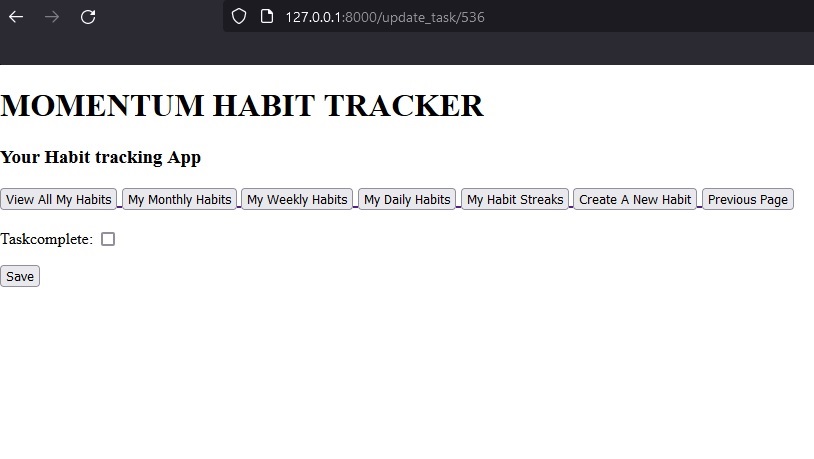 127.0.0.1:8000/update_task/536
MOMENTUM HABIT TRACKER
Your Habit tracking App
View All My Habits My Monthly Habits My Weekly Habits My Daily Habits My Habit Streaks Create A New Habit Previous Page
Taskcomplete:
Save